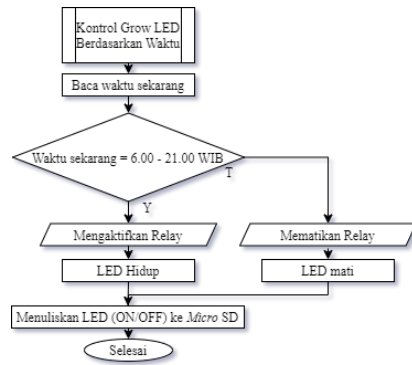 Kontrol Grow LED
Berdasarkan Waktu
Baca waktu sekarang
Waktu sekarang = 6.00 - 21.00 WIB
T
Y
Mengaktifkan Relay
Mematikan Relay
LED Hidup
LED mati
Menuliskan LED (ON/OFF) ke Micro SD
Selesai